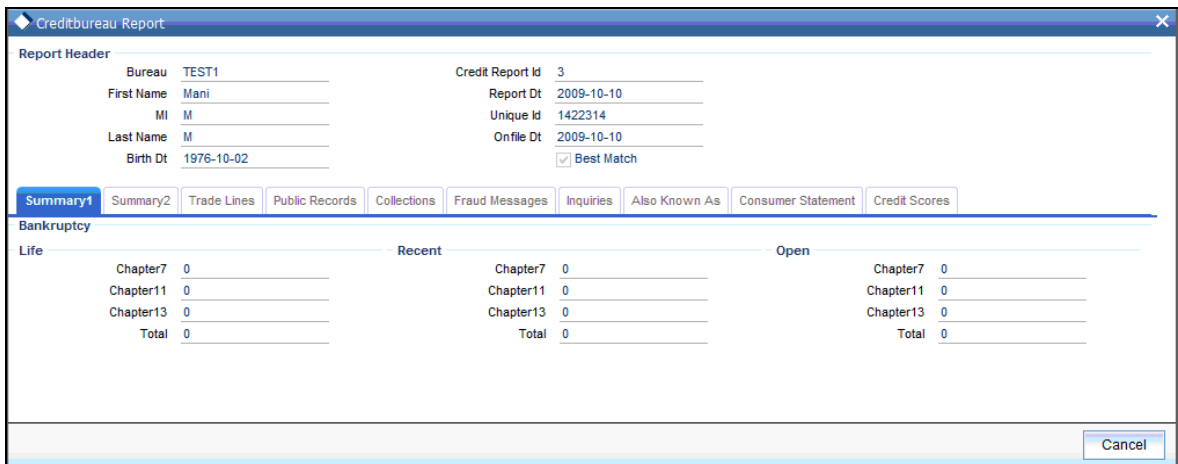 Creditbureau Report
Report Header
Bureau TEST1 Credit Report Id 3
First Name Mani Report Dt 2009-10-10
MI M Unique Id 1422314
Last Name M Onfile Dt 2009-10-10
Birth Dt 1976-10-02 Best Match
Summary1 Summary2 Trade Lines Public Records Collections Fraud Messages Inquiries Also Known As Consumer Statement Credit Scores
Bankruptcy
Life Recent Open
Chapter7 0 Chapter7 0 Chapter7 0
Chapter11 0 Chapter11 0 Chapter11 0
Chapter13 0 Chapter13 0 Chapter13 0
Total 0 Total 0 Total 0
Cancel